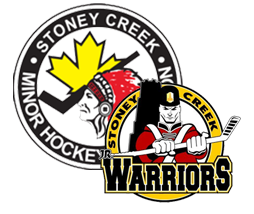 • STONEY CREEK •
MINOR HOCKEY
STONEY CREEK
JR.
WARRIORS